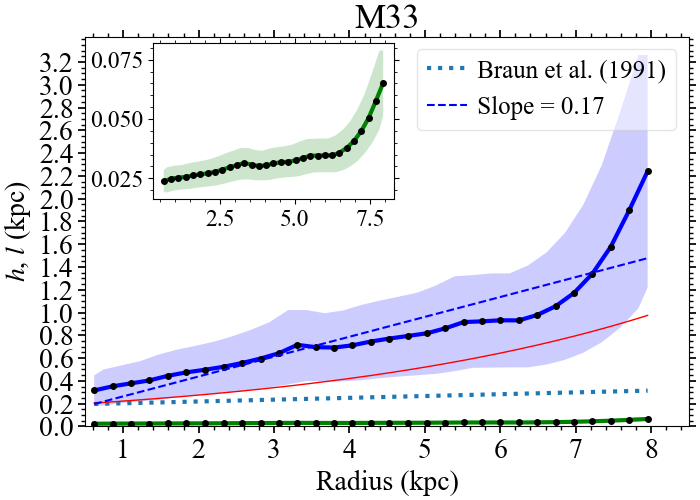 M33
Braun et al. (1991)
Slope = 0.17
0.075
0.050
0.025
2.5 5.0 7.5
h, l (kpc)
3.2
3.0
2.8
2.6
2.4
2.2
2.0
1.8
1.6
1.4
1.2
1.0
0.8
0.6
0.4
0.2
0.0
1 2 3 4 5 6 7 8
Radius (kpc)